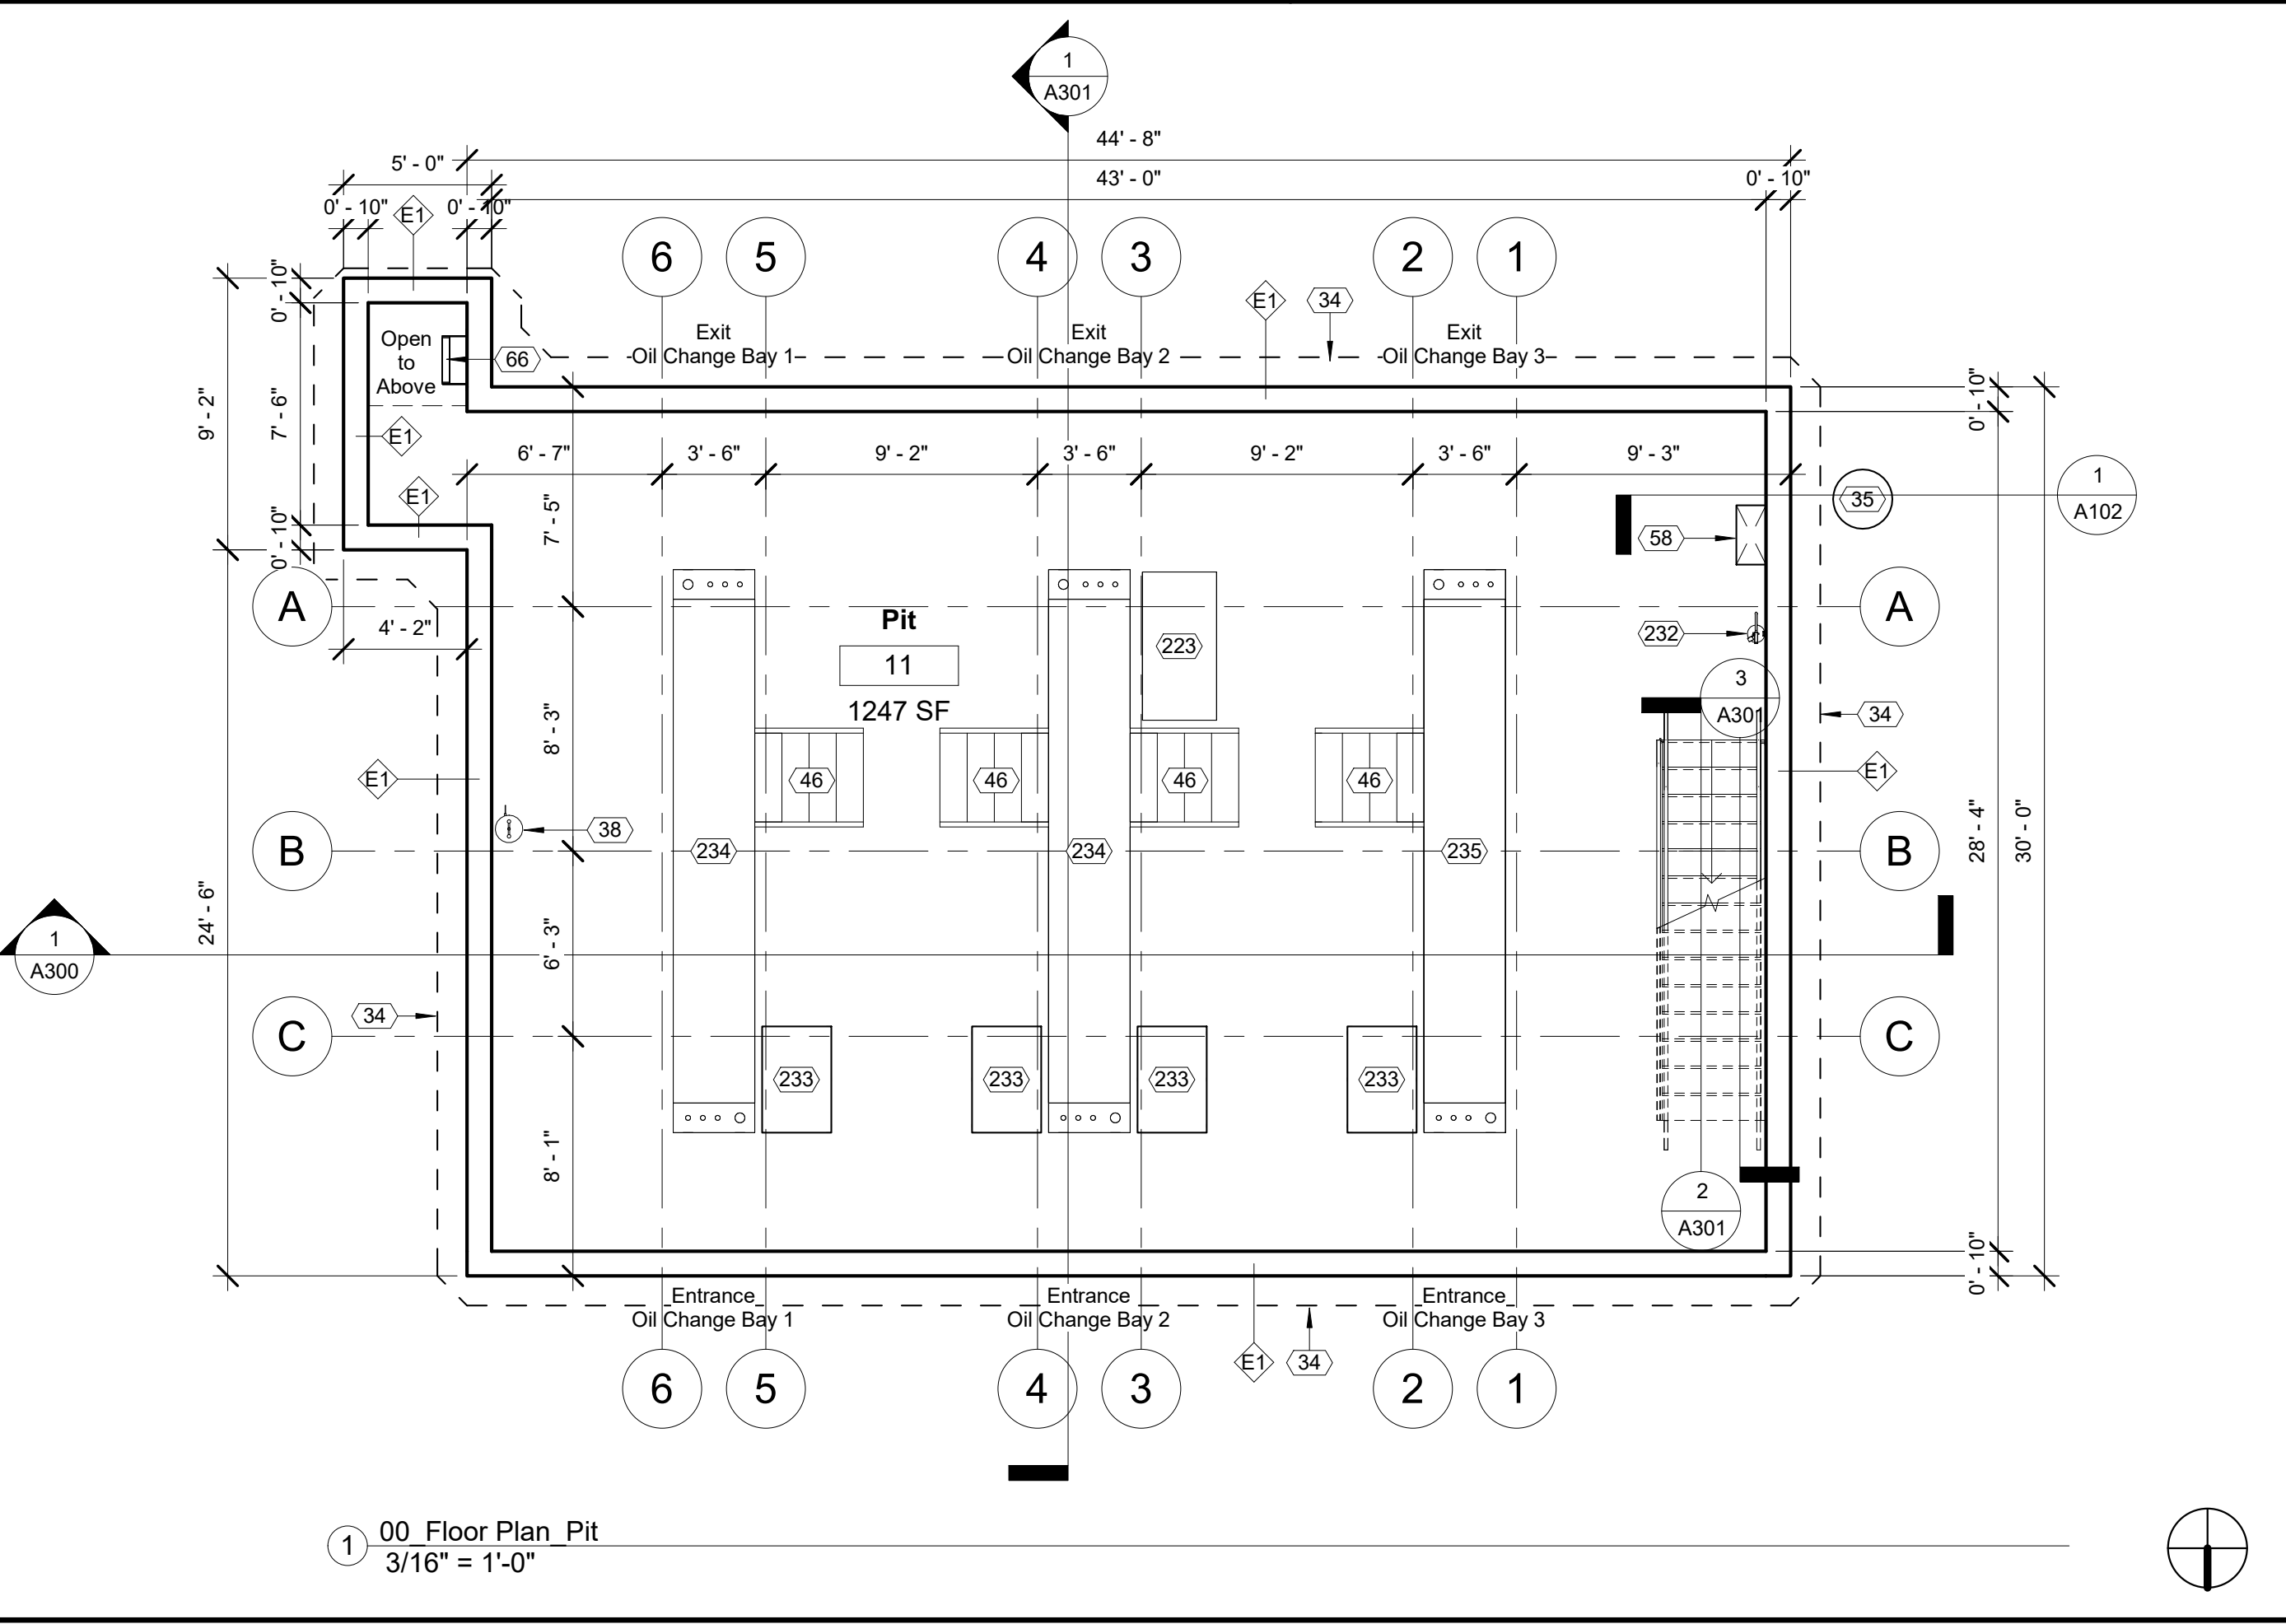 1
A301
44' - 8"
5' - 0"
43' - 0"
0' - 10"
0' - 10"
E1
0' - 10"
6
5
4
3
2
1
0' - 10"
E1
34
Exit
Oil Change Bay 1
Exit
Oil Change Bay 2
Exit
Oil Change Bay 3
Open
to
Above
66
9' - 2"
7' - 6"
0' - 10"
E1
6' - 7"
3' - 6"
9' - 2"
3' - 6"
9' - 2"
3' - 6"
9' - 3"
E1
7' - 5"
0' - 10"
35
1
A102
58
A
4' - 2"
Pit
11
1247 SF
223
232
A
3
A301
34
8' - 3"
E1
46
46
46
46
E1
38
B
234
234
235
B
28' - 4"
30' - 0"
24' - 6"
6' - 3"
1
A300
34
C
C
233
233
233
233
8' - 1"
2
A301
0' - 10"
Entrance
Oil Change Bay 1
Entrance
Oil Change Bay 2
Entrance
Oil Change Bay 3
E1
34
6
5
4
3
2
1
1
00_Floor Plan_Pit
3/16" = 1'-0"